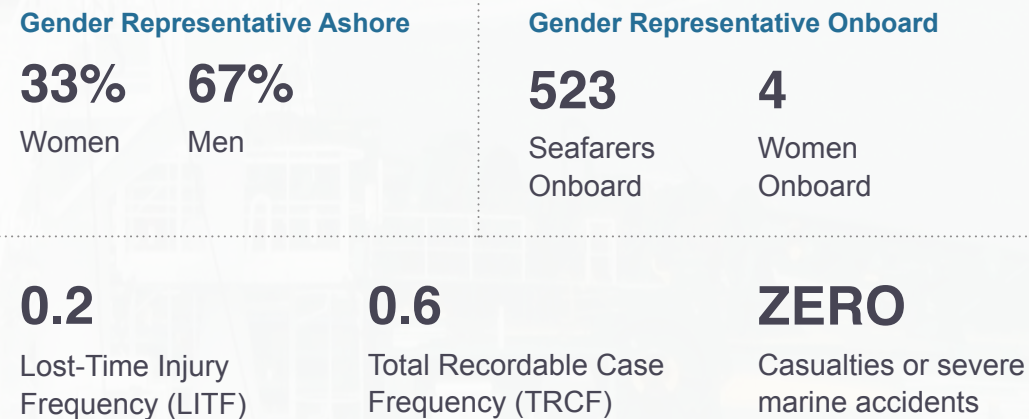 Gender Representative Ashore
33% 67%
Women Men
Gender Representative Onboard
523 4
Seafarers Women
Onboard Onboard
0.2 0.6 ZERO
Lost-Time Injury Total Recordable Case Casualties or severe
Frequency (LITF) Frequency (TRCF) marine accidents